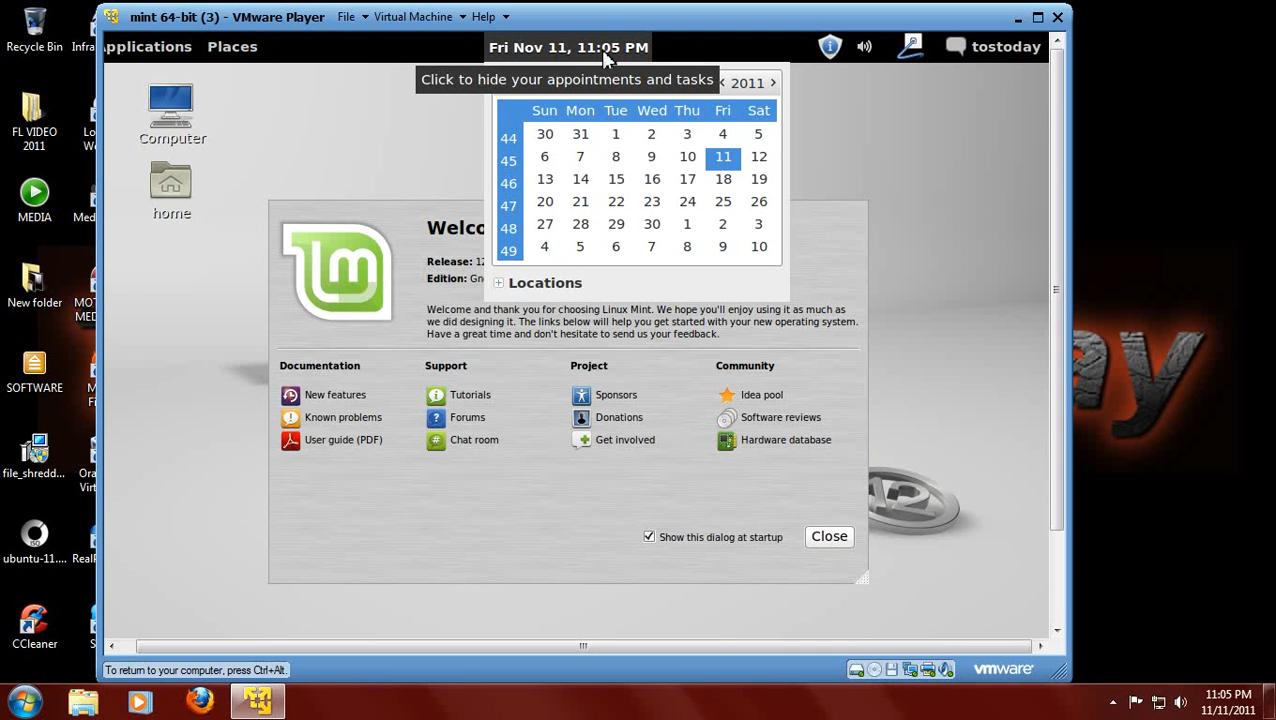 Recycle Bin
Infra
FL VIDEO
2011
MEDIA
Med
New folder
SOFTWARE
file_shredd...
ubuntu-11....
Real
CCleaner
mint 64-bit (3) - VMware Player
File
Virtual Machine
Help
pplications
Places
Fri Nov 11, 11:05 PM
tostoday
Click to hide your appointments and tasks
2011
Sun Mon Tue Wed Thu Fri Sat
44 30 31 1 2 3 4 5
45 6 7 8 9 10 11 12
46 13 14 15 16 17 18 19
47 20 21 22 23 24 25 26
48 27 28 29 30 1 2 3
49 4 5 6 7 8 9 10
Locations
Computer
home
Welco
Release: 12
Edition: Gn
Welcome and thank you for choosing Linux Mint. We hope you'll enjoy using it as much as
we did designing it. The links below will help you get started with your new operating system.
Have a great time and don't hesitate to send us your feedback.
Documentation
Support
Project
Community
New features
Tutorials
Sponsors
Idea pool
Known problems
Forums
Donations
Software reviews
User guide (PDF)
Chat room
Get involved
Hardware database
Show this dialog at startup
Close
To return to your computer, press Ctrl+Alt.
vmware
11:05 PM
11/11/2011